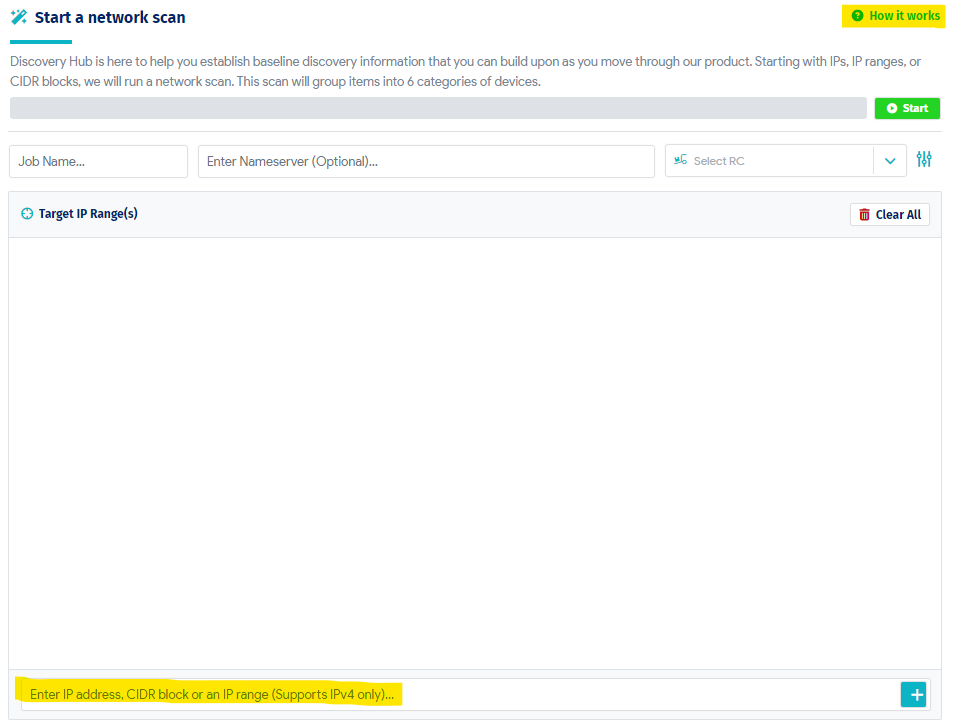 Start a network scan
How it works
Discovery Hub is here to help you establish baseline discovery information that you can build upon as you move through our product. Starting with IPs, IP ranges, or
CIDR blocks, we will run a network scan. This scan will group items into 6 categories of devices.
Start
Job Name...
Enter Nameserver (Optional)...
Select RC
Target IP Range(s)
Clear All
Enter IP address, CIDR block or an IP range (Supports IPv4 only)...